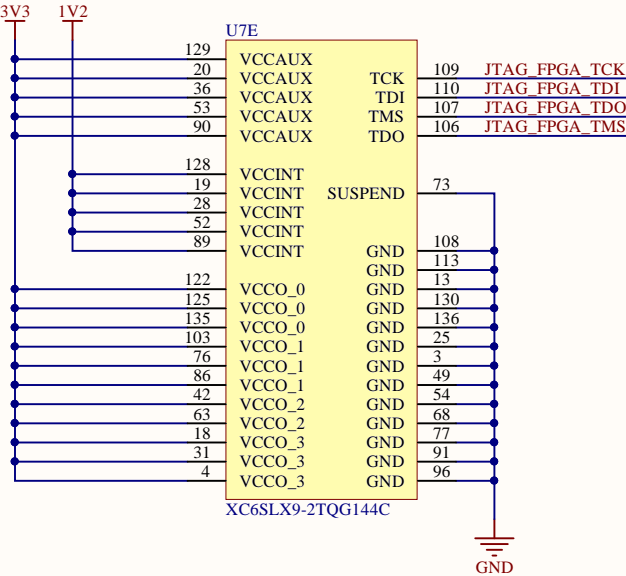 3V3 1V2
U7E
129 VCCAUX
20 VCCAUX TCK 109 JTAG_FPGA_TCK
36 VCCAUX TDI 110 JTAG_FPGA_TDI
53 VCCAUX TMS 107 JTAG_FPGA_TDO
90 VCCAUX TDO 106 JTAG_FPGA_TMS
128 VCCINT
19 VCCINT SUSPEND 73
28 VCCINT
52 VCCINT
89 VCCINT GND 108
GND 113
122 VCCO_0 GND 13
125 VCCO_0 GND 130
135 VCCO_0 GND 136
103 VCCO_1 GND 25
76 VCCO_1 GND 3
86 VCCO_1 GND 49
42 VCCO_2 GND 54
63 VCCO_2 GND 68
18 VCCO_3 GND 77
31 VCCO_3 GND 91
4 VCCO_3 GND 96
XC6SLX9-2TQG144C
GND